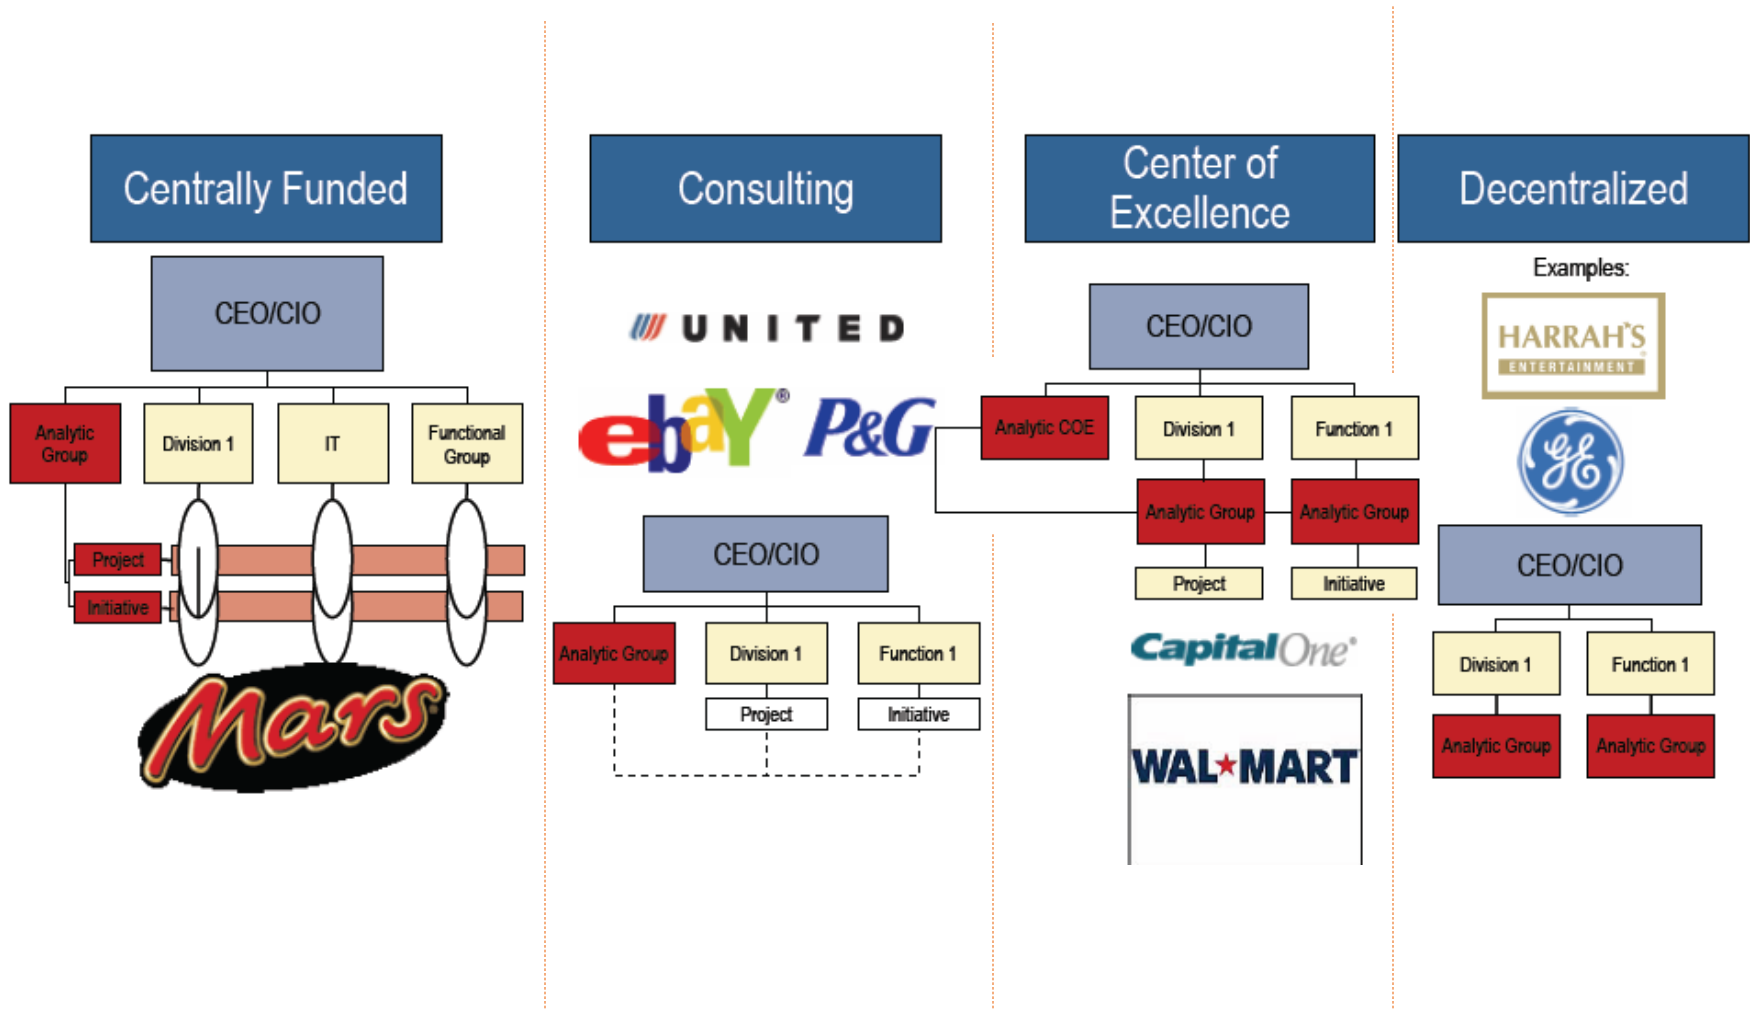 Centrally Funded
CEO/CIO
Analytic
Group
Division 1
IT
Functional
Group
Project
Initiative
Mars
Consulting
UNITED
ebaY®
P&G
CEO/CIO
Analytic Group
Division 1
Function 1
Project
Initiative
Center of
Excellence
CEO/CIO
Analytic COE
Division 1
Function 1
Analytic Group
Analytic Group
Project
Initiative
CapitalOne®
WAL★MART
Decentralized
Examples:
HARRAH'S
ENTERTAINMENT
GE
CEO/CIO
Division 1
Function 1
Analytic Group
Analytic Group